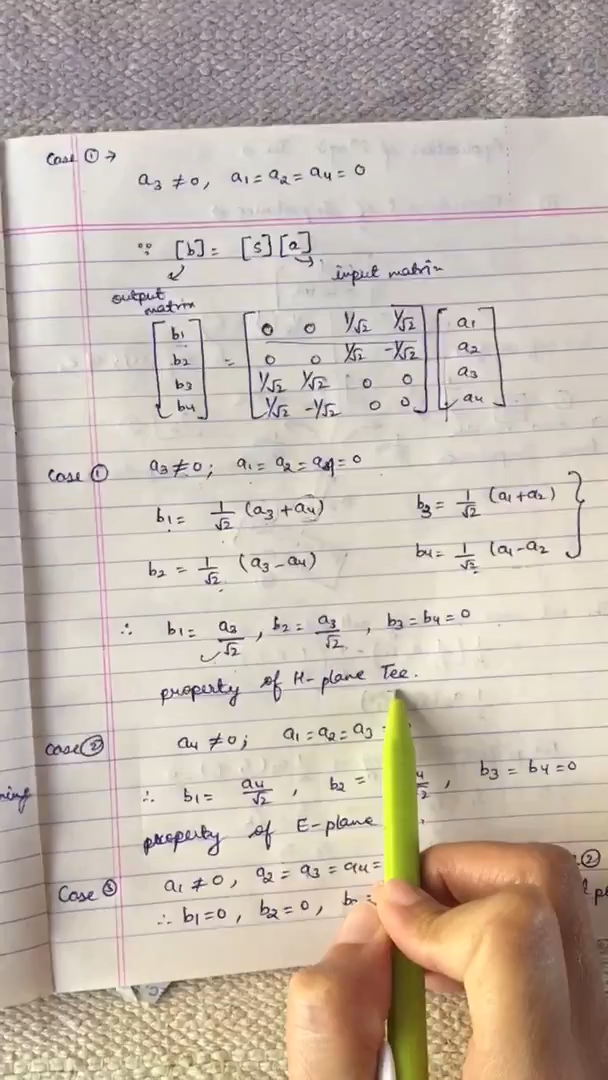 Case ① →
a3 ≠ 0, a1 = a2 = a4 = 0
∵ [b] = [s] [a]
output matrix
input matrix
[b1 b2 b3 b4] = [0 0 1/√2 1/√2; 0 0 1/√2 -1/√2; 1/√2 1/√2 0 0; 1/√2 -1/√2 0 0] [a1 a2 a3 a4]
Case ① a3 ≠ 0; a1 = a2 = a4 = 0
b1 = 1/√2 (a3 + a4) b3 = 1/√2 (a1 + a2)
b2 = 1/√2 (a3 - a4) b4 = 1/√2 (a1 - a2
∴ b1 = a3/√2, b2 = a3/√2, b3 = b4 = 0
property of H-plane Tee.
Case ② a4 ≠ 0; a1 = a2 = a3
∴ b1 = a4/√2, b2 = , b3 = b4 = 0
property of E-plane
Case ③ a1 ≠ 0, a2 = a3 = a4 = ②
∴ b1 = 0, b2 = 0,